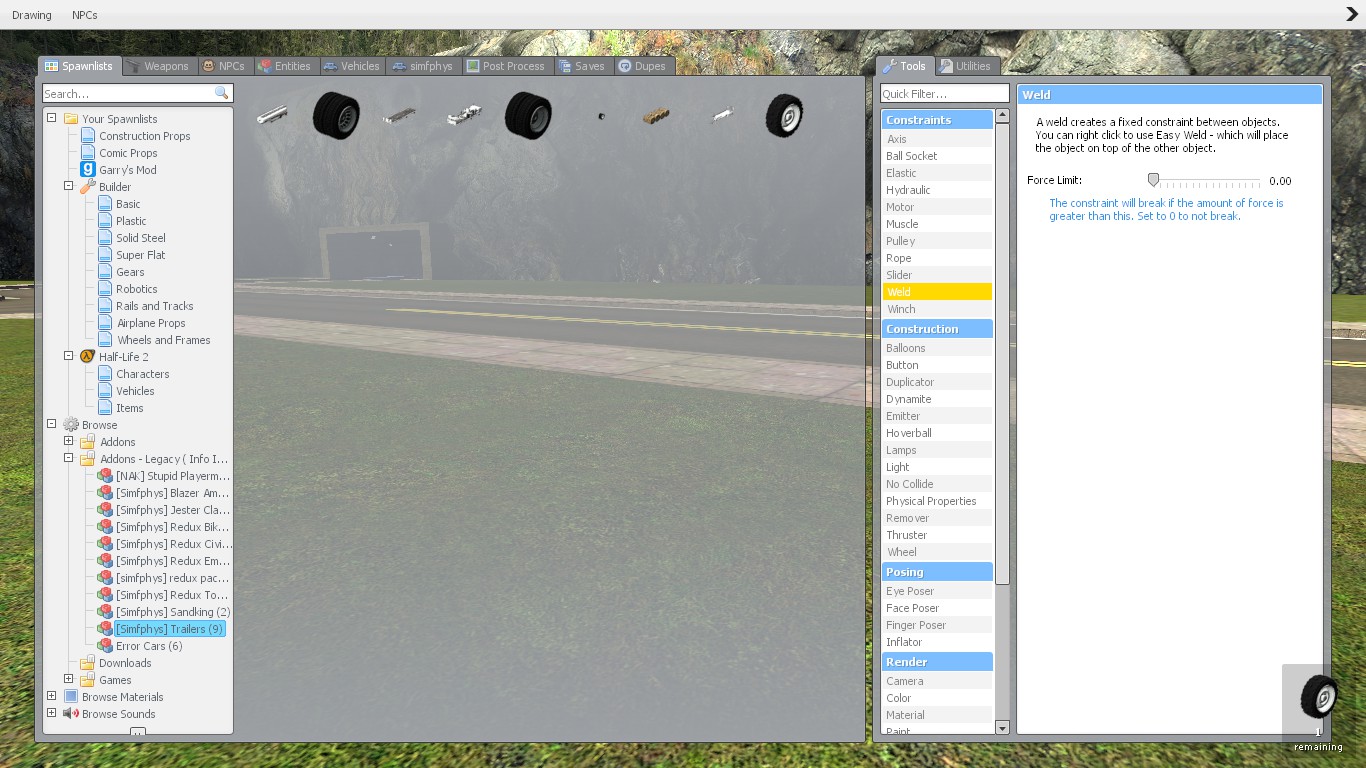 Drawing NPCs
Spawnlists Weapons NPCs Entities Vehicles simfphys Post Process Saves Dupes
Search...
Your Spawnlists
Construction Props
Comic Props
Garry's Mod
Builder
Basic
Plastic
Solid Steel
Super Flat
Gears
Robotics
Rails and Tracks
Airplane Props
Wheels and Frames
Half-Life 2
Characters
Vehicles
Items
Browse
Addons
Addons - Legacy ( Info I...
[NAK] Stupid Playerm...
[Simfphys] Blazer Am...
[Simfphys] Jester Cla...
[Simfphys] Redux Bik...
[Simfphys] Redux Civi...
[Simfphys] Redux Em...
[simfphys] redux pac...
[Simfphys] Redux To...
[Simfphys] Sandking (2)
[Simfphys] Trailers (9)
Error Cars (6)
Downloads
Games
Browse Materials
Browse Sounds
Tools Utilities
Quick Filter...
Constraints
Axis
Ball Socket
Elastic
Hydraulic
Motor
Muscle
Pulley
Rope
Slider
Weld
Winch
Construction
Balloons
Button
Duplicator
Dynamite
Emitter
Hoverball
Lamps
Light
No Collide
Physical Properties
Remover
Thruster
Wheel
Posing
Eye Poser
Face Poser
Finger Poser
Inflator
Render
Camera
Color
Material
Paint
Weld
A weld creates a fixed constraint between objects.
You can right click to use Easy Weld - which will place
the object on top of the other object.
Force Limit: 0.00
The constraint will break if the amount of force is
greater than this. Set to 0 to not break.
1
remaining